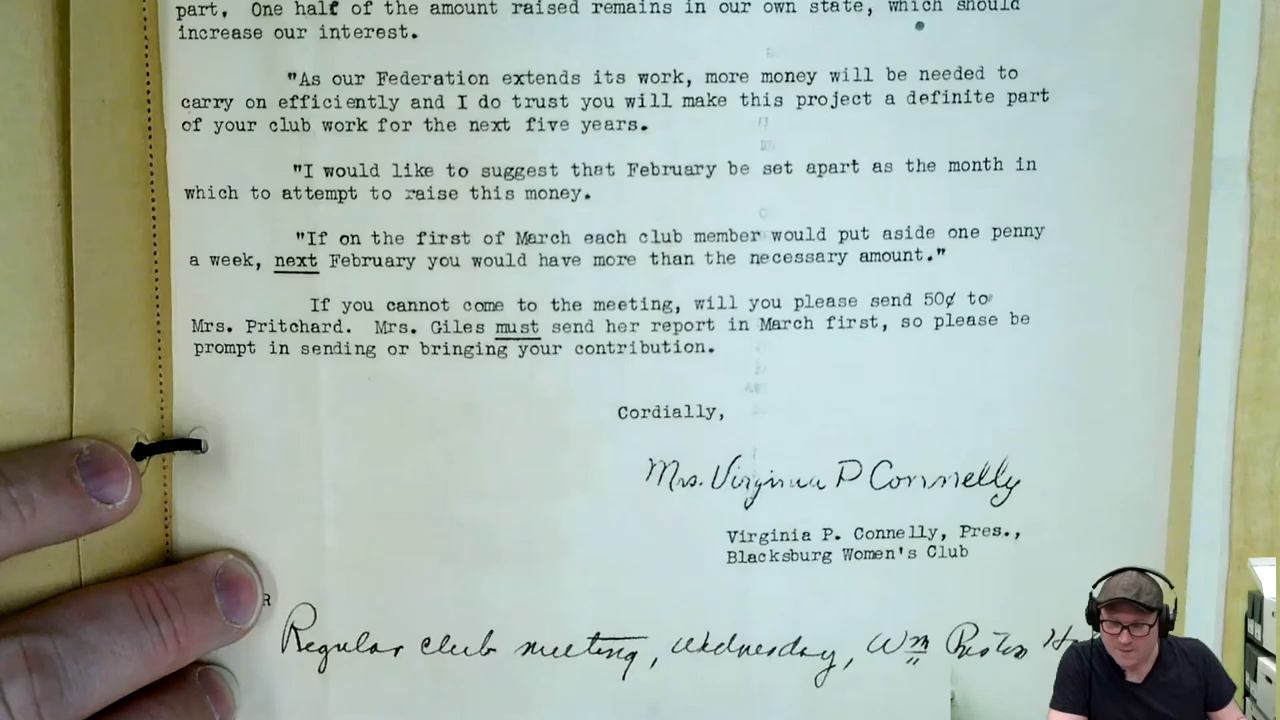 part. One half of the amount raised remains in our own state, which should
increase our interest.
"As our Federation extends its work, more money will be needed to
carry on efficiently and I do trust you will make this project a definite part
of your club work for the next five years.
"I would like to suggest that February be set apart as the month in
which to attempt to raise this money.
"If on the first of March each club member would put aside one penny
a week, next February you would have more than the necessary amount."
If you cannot come to the meeting, will you please send 50¢ to
Mrs. Pritchard. Mrs. Giles must send her report in March first, so please be
prompt in sending or bringing your contribution.
Cordially,
Mrs. Virginia P Connelly
Virginia P. Connelly, Pres.,
Blacksburg Women's Club
R
Regular club meeting, Wednesday, Wm Preston